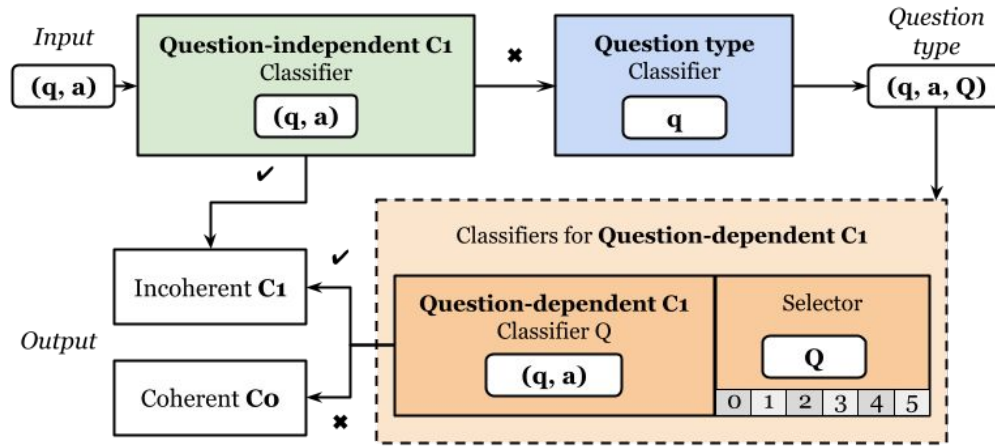 Input
(q, a)
Question-independent C1
Classifier
(q, a)
✖
Question type
Classifier
q
Question
type
(q, a, Q)
✔
Classifiers for Question-dependent C1
Question-dependent C1
Classifier Q
(q, a)
Selector
Q
0 1 2 3 4 5
✔
Incoherent C1
Output
Coherent C0
✖